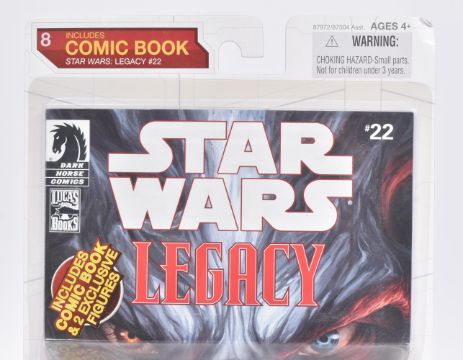 8
INCLUDES
COMIC BOOK
STAR WARS: LEGACY #22
87972/87504 Asst. AGES 4+
WARNING:
CHOKING HAZARD-Small parts.
Not for children under 3 years.
DARK
HORSE
COMICS
LUCAS
BOOKS
STAR
WARS
#22
LEGACY
INCLUDES
COMIC BOOK
& 2 EXCLUSIVE
FIGURES